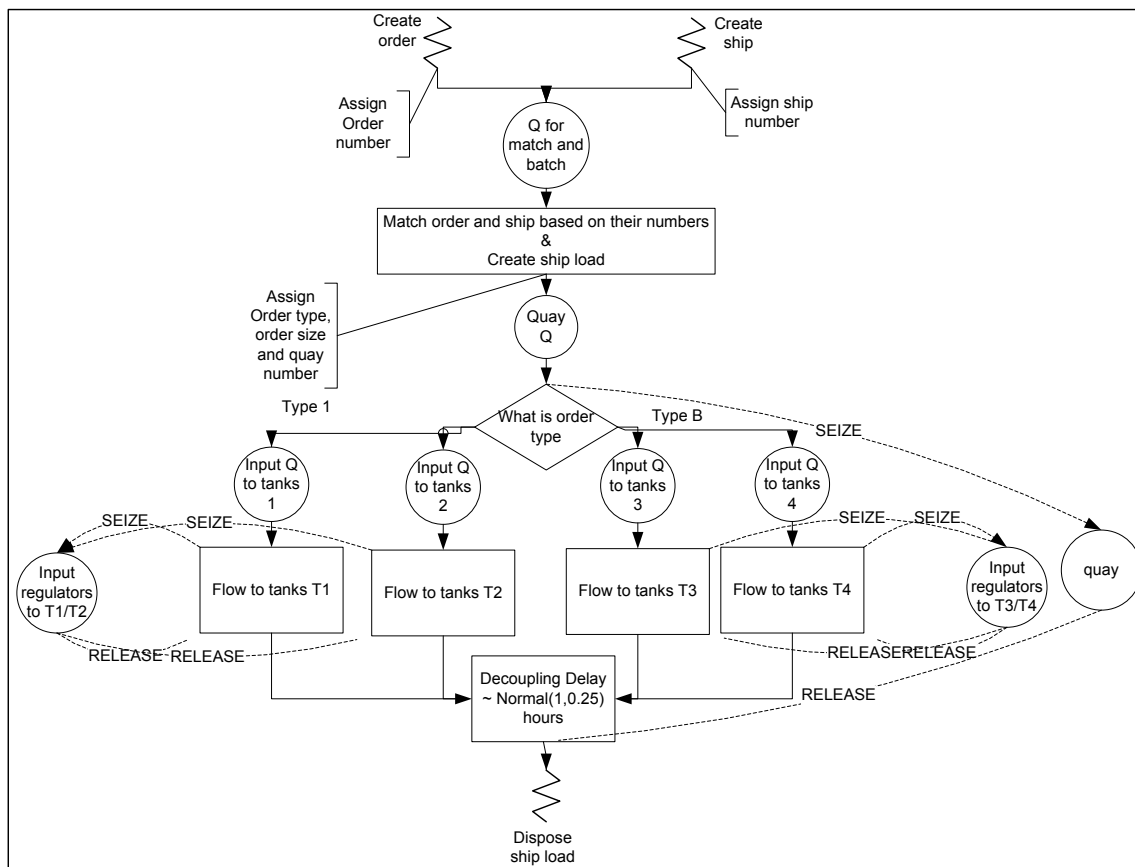 Create
order
Create
ship
Assign
Order
number
Assign ship
number
Q for
match and
batch
Match order and ship based on their numbers
&
Create ship load
Assign
Order type,
order size
and quay
number
Quay
Q
What is order
type
Type 1
Type B
SEIZE
Input Q
to tanks
1
Input Q
to tanks
2
Input Q
to tanks
3
Input Q
to tanks
4
SEIZE
SEIZE
SEIZE
SEIZE
Input
regulators
to T1/T2
Flow to tanks T1
Flow to tanks T2
Flow to tanks T3
Flow to tanks T4
Input
regulators
to T3/T4
quay
RELEASE
RELEASE
RELEASE
RELEASE
Decoupling Delay
~ Normal(1,0.25)
hours
RELEASE
Dispose
ship load